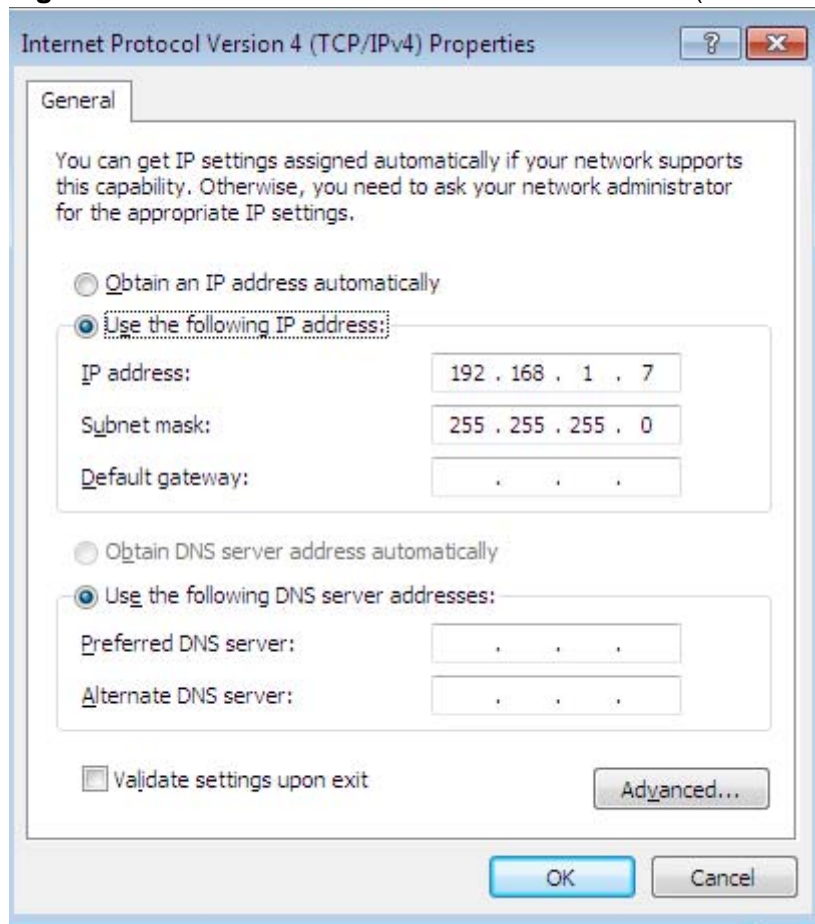 Internet Protocol Version 4 (TCP/IPv4) Properties
General
You can get IP settings assigned automatically if your network supports
this capability. Otherwise, you need to ask your network administrator
for the appropriate IP settings.
Obtain an IP address automatically
Use the following IP address:
IP address: 192 . 168 . 1 . 7
Subnet mask: 255 . 255 . 255 . 0
Default gateway: . . .
Obtain DNS server address automatically
Use the following DNS server addresses:
Preferred DNS server: . . .
Alternate DNS server: . . .
Validate settings upon exit
Advanced...
OK Cancel